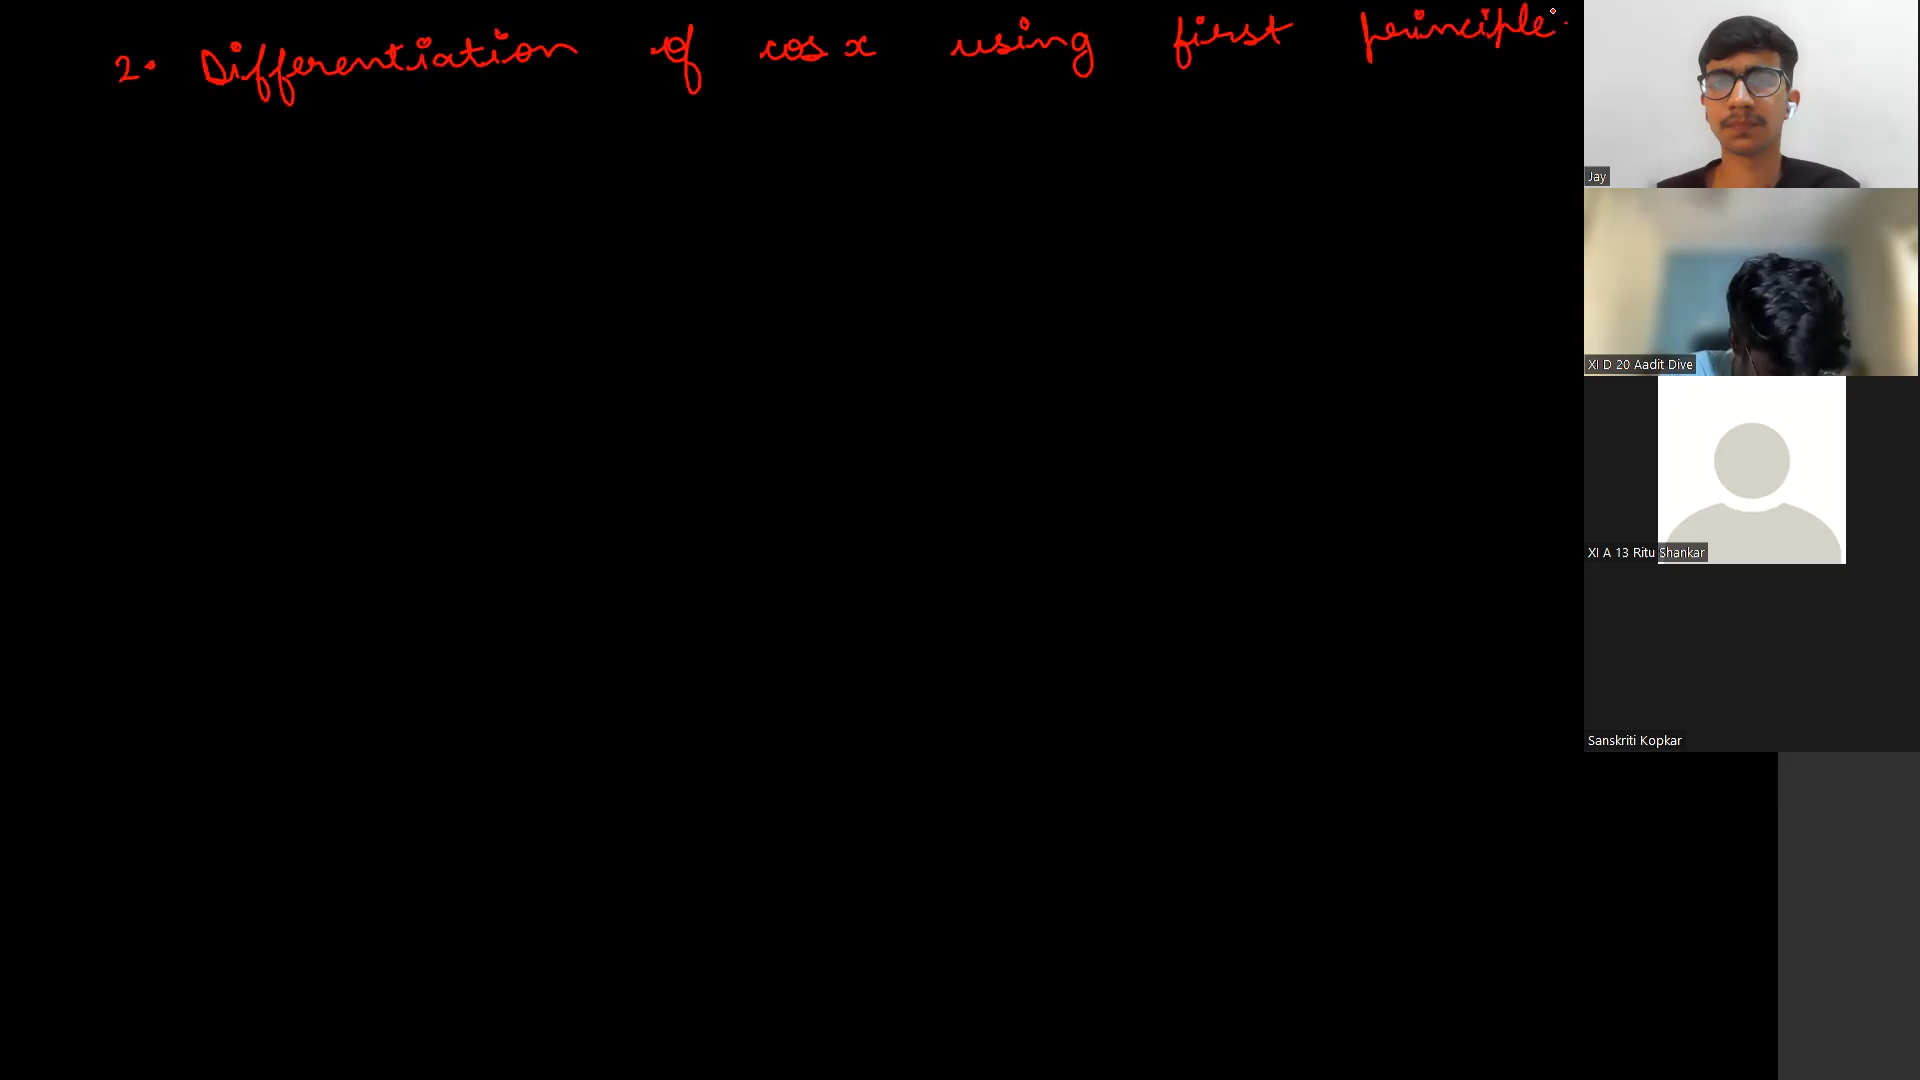 2. Differentiation of cos x using first principle.
Jay
XI D 20 Aadit Dive
XI A 13 Ritu Shankar
Sanskriti Kopkar